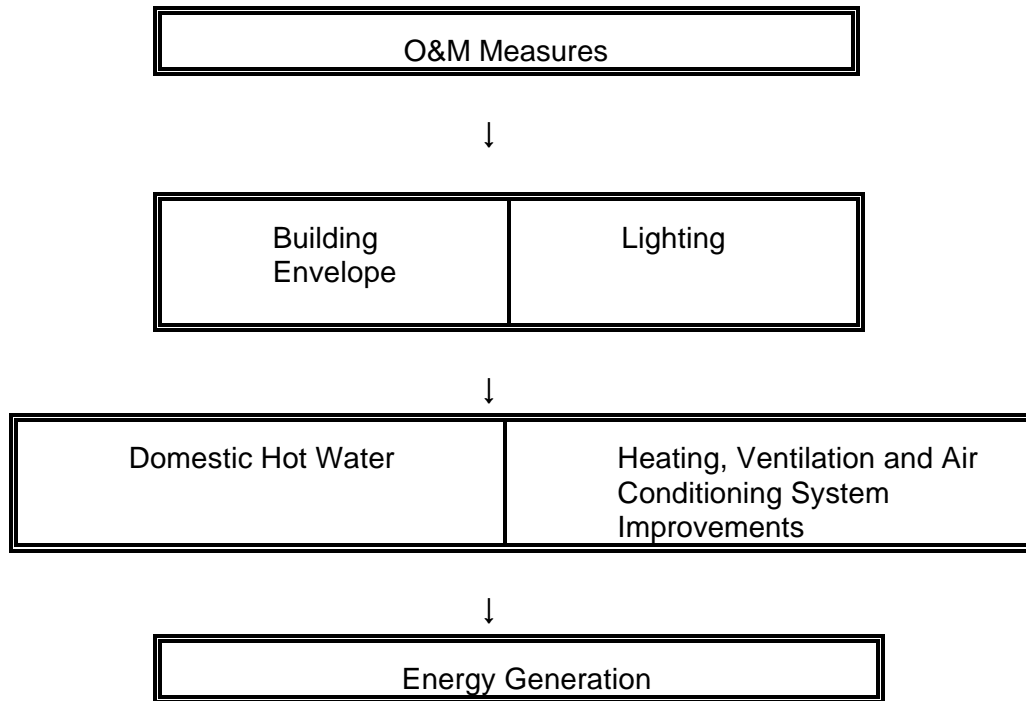 O&M Measures
↓
Building
Envelope
Lighting
↓
Domestic Hot Water
Heating, Ventilation and Air
Conditioning System
Improvements
↓
Energy Generation